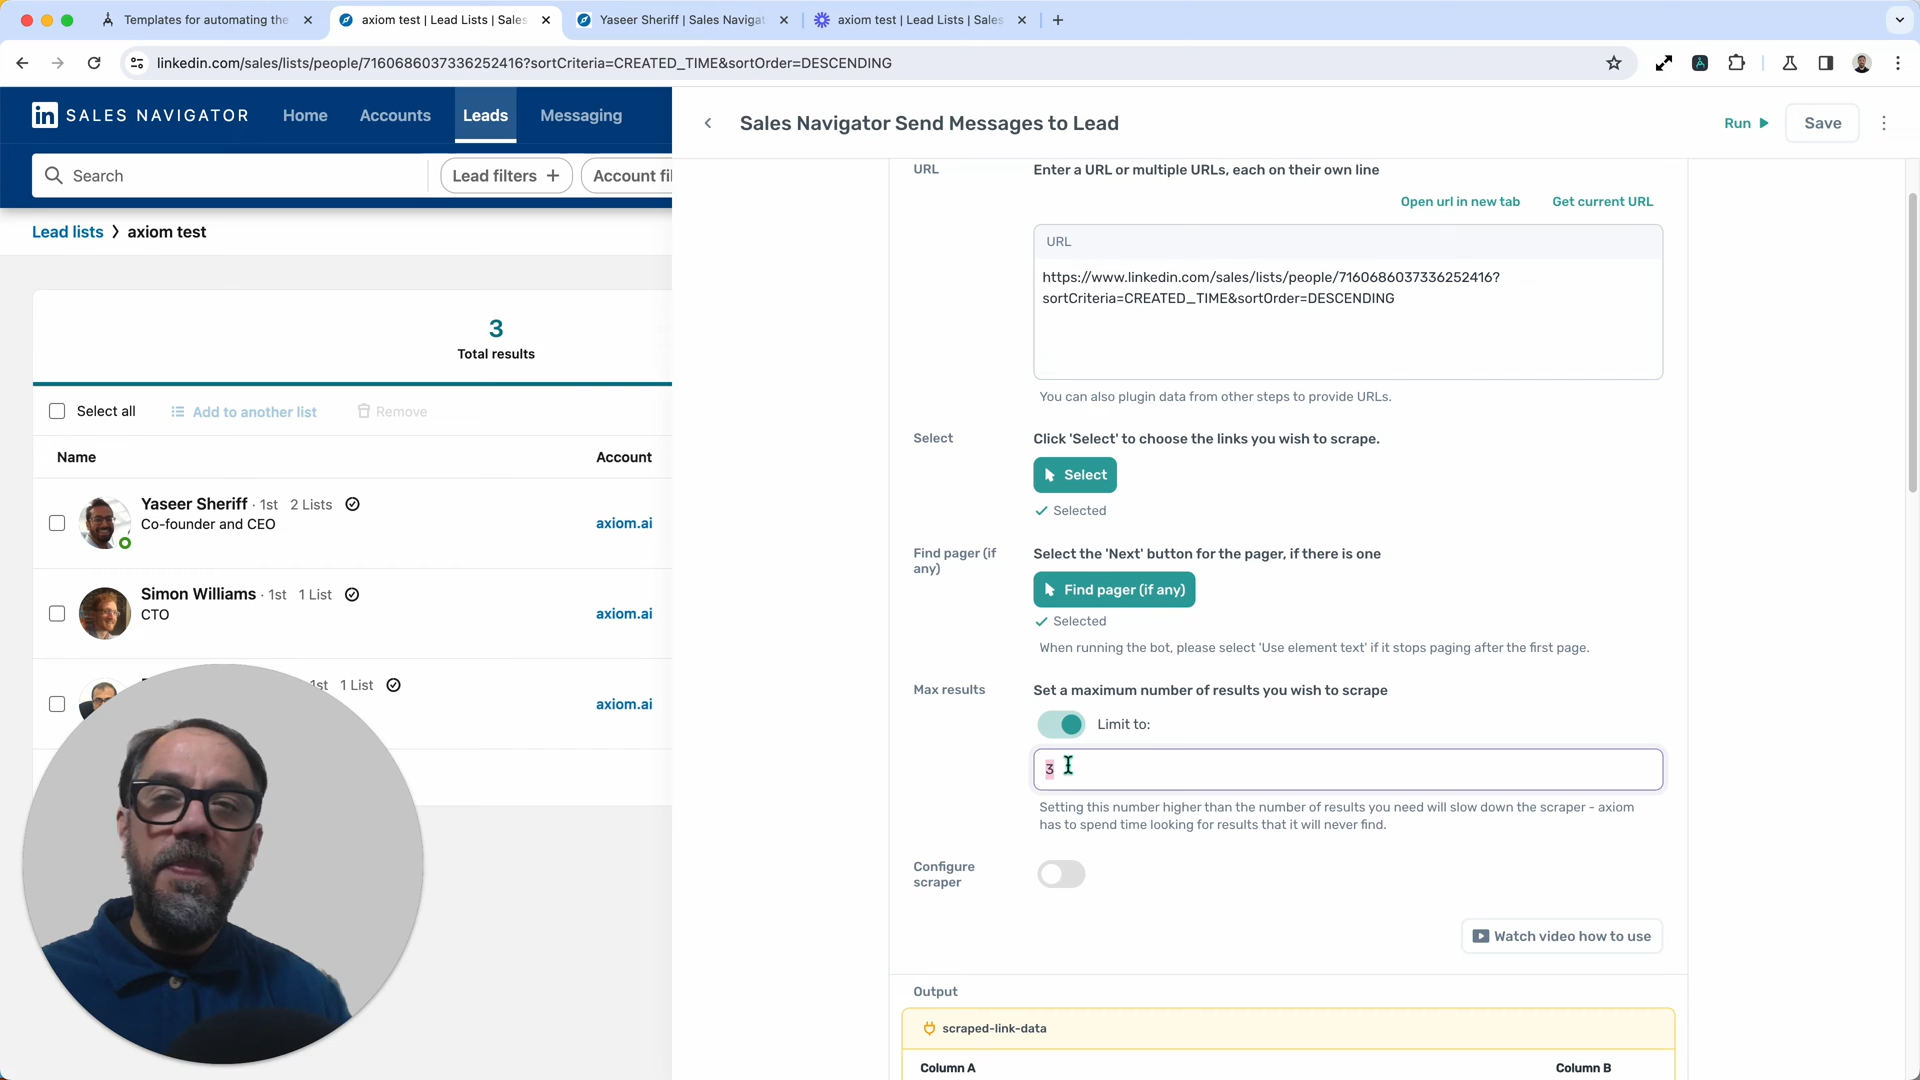 Templates for automating the
axiom test | Lead Lists | Sales
Yaseer Sheriff | Sales Navigat
axiom test | Lead Lists | Sales
linkedin.com/sales/lists/people/7160686037336252416?sortCriteria=CREATED_TIME&sortOrder=DESCENDING
in SALES NAVIGATOR
Home
Accounts
Leads
Messaging
Search
Lead filters +
Account fil
Lead lists > axiom test
3
Total results
Select all
Add to another list
Remove
Name
Account
Yaseer Sheriff · 1st 2 Lists
Co-founder and CEO
axiom.ai
Simon Williams · 1st 1 List
CTO
axiom.ai
1st 1 List
axiom.ai
Sales Navigator Send Messages to Lead
Run
Save
URL
Enter a URL or multiple URLs, each on their own line
Open url in new tab
Get current URL
URL
https://www.linkedin.com/sales/lists/people/7160686037336252416?
sortCriteria=CREATED_TIME&sortOrder=DESCENDING
You can also plugin data from other steps to provide URLs.
Select
Click 'Select' to choose the links you wish to scrape.
Select
Selected
Find pager (if
any)
Select the 'Next' button for the pager, if there is one
Find pager (if any)
Selected
When running the bot, please select 'Use element text' if it stops paging after the first page.
Max results
Set a maximum number of results you wish to scrape
Limit to:
3
Setting this number higher than the number of results you need will slow down the scraper - axiom
has to spend time looking for results that it will never find.
Configure
scraper
Watch video how to use
Output
scraped-link-data
Column A
Column B